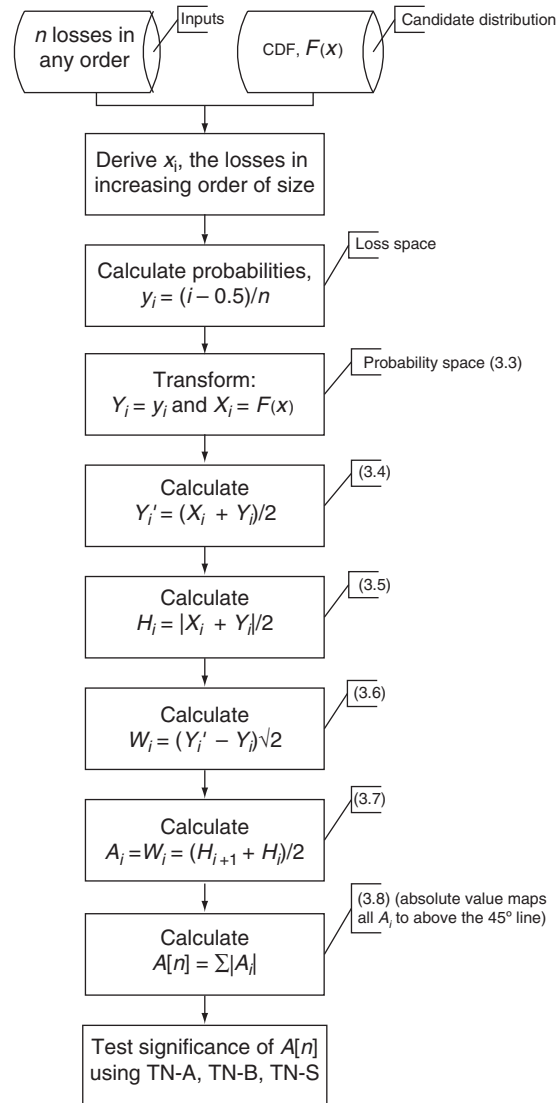 n losses in
any order
Inputs
CDF, F(x)
Candidate distribution
Derive xᵢ, the losses in
increasing order of size
Loss space
Calculate probabilities,
yᵢ = (i – 0.5)/n
Probability space (3.3)
Transform:
Yᵢ = yᵢ and Xᵢ = F(x)
(3.4)
Calculate
Yᵢ' = (Xᵢ + Yᵢ)/2
(3.5)
Calculate
Hᵢ = |Xᵢ + Yᵢ|/2
(3.6)
Calculate
Wᵢ = (Yᵢ' – Yᵢ)√2
(3.7)
Calculate
Aᵢ = Wᵢ = (Hᵢ₊₁ + Hᵢ)/2
(3.8) (absolute value maps
all Aᵢ to above the 45º line)
Calculate
A[n] = Σ|Aᵢ|
Test significance of A[n]
using TN-A, TN-B, TN-S